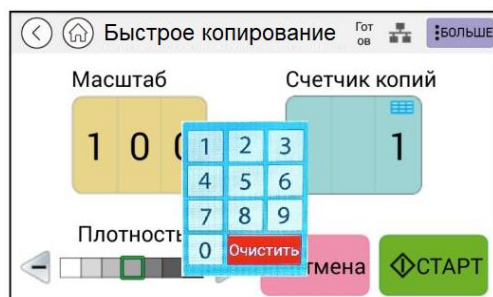 Быстрое копирование
Гот
ов
БОЛЬШЕ
Масштаб
Счетчик копий
1 0 0
1
1 2 3
4 5 6
7 8 9
0 Очистить
Плотность
тмена
СТАРТ